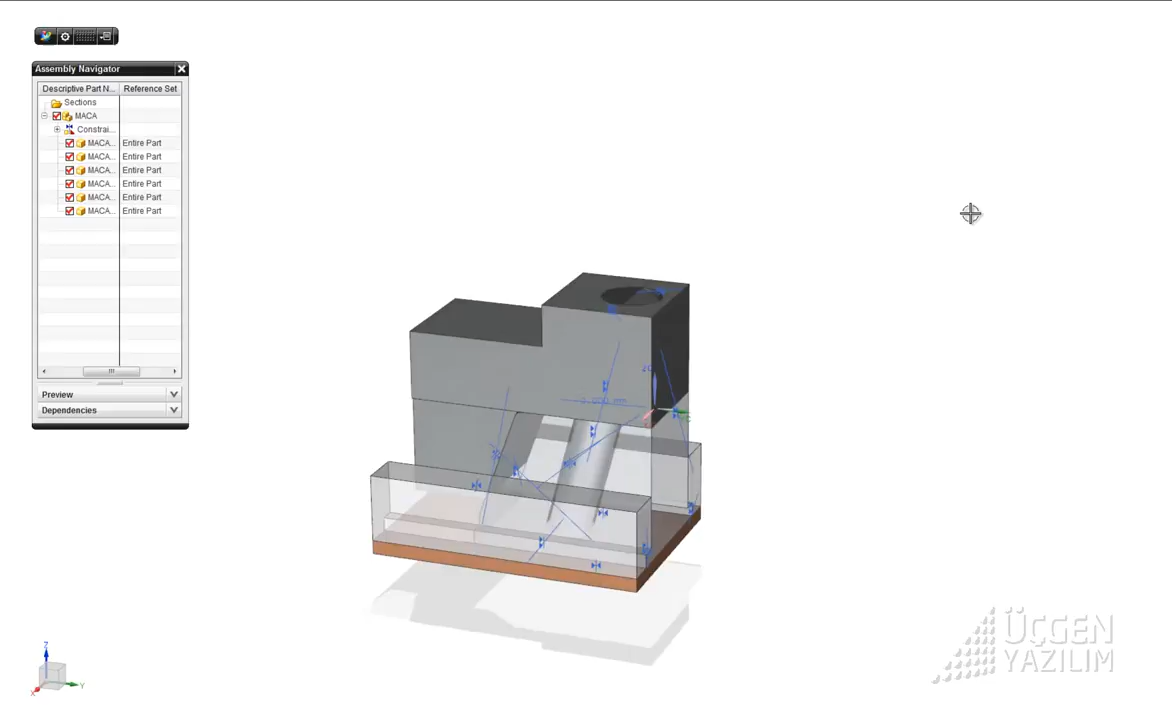 Assembly Navigator
Descriptive Part N... Reference Set
Sections
MACA
Constrai...
MACA... Entire Part
MACA... Entire Part
MACA... Entire Part
MACA... Entire Part
MACA... Entire Part
MACA... Entire Part
Preview
Dependencies
Z
X
Y
ÜÇGEN
YAZILIM